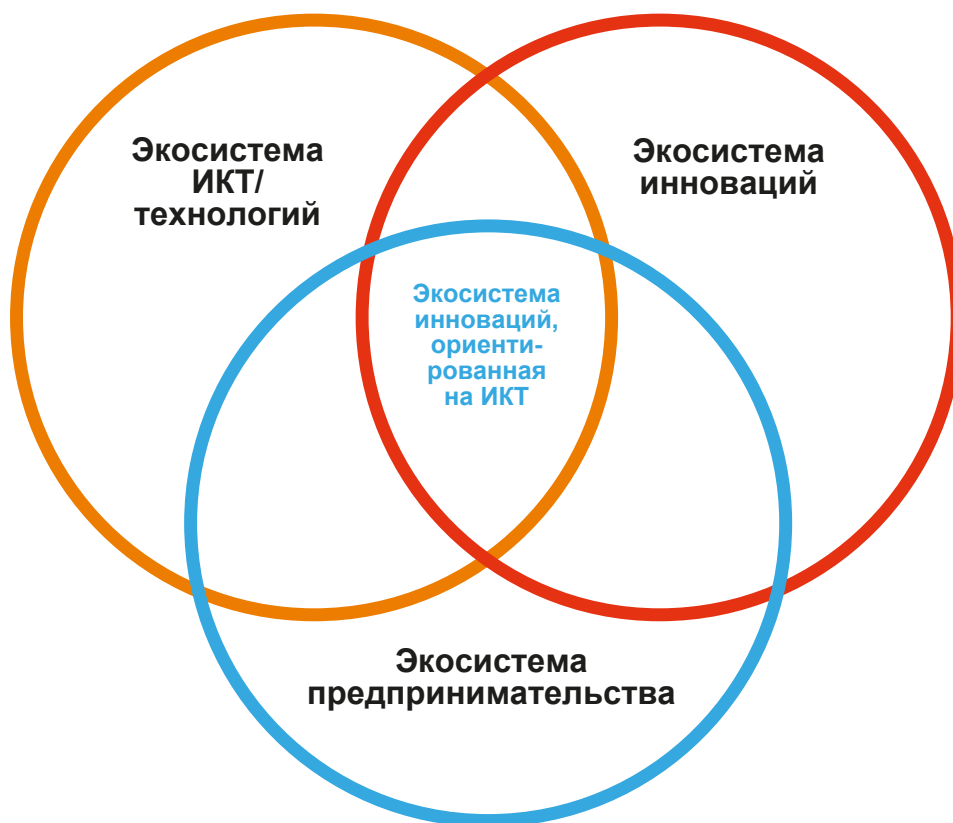 Экосистема
ИКТ/
технологий
Экосистема
инноваций
Экосистема
инноваций,
ориенти-
рованная
на ИКТ
Экосистема
предпринимательства